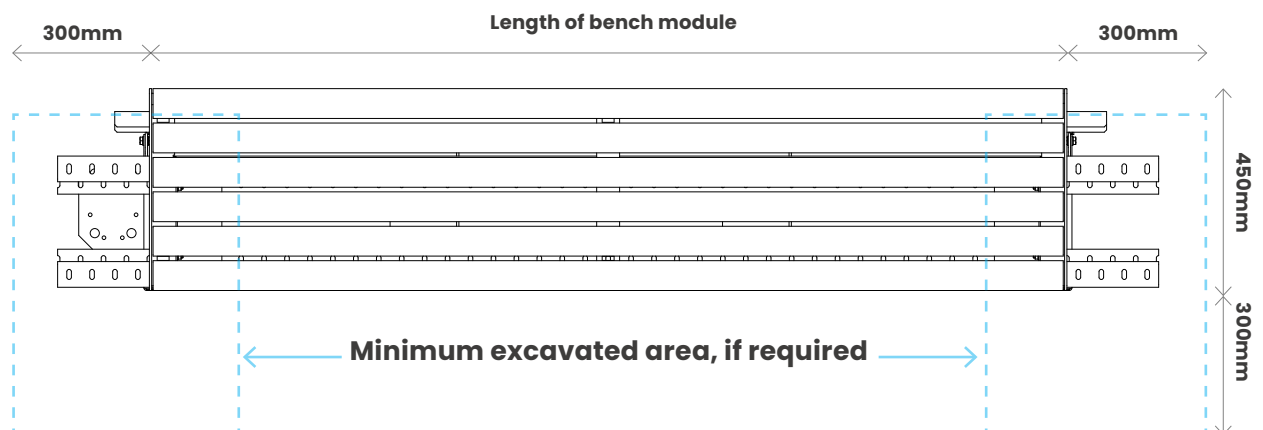 Length of bench module
300mm
300mm
450mm
300mm
Minimum excavated area, if required